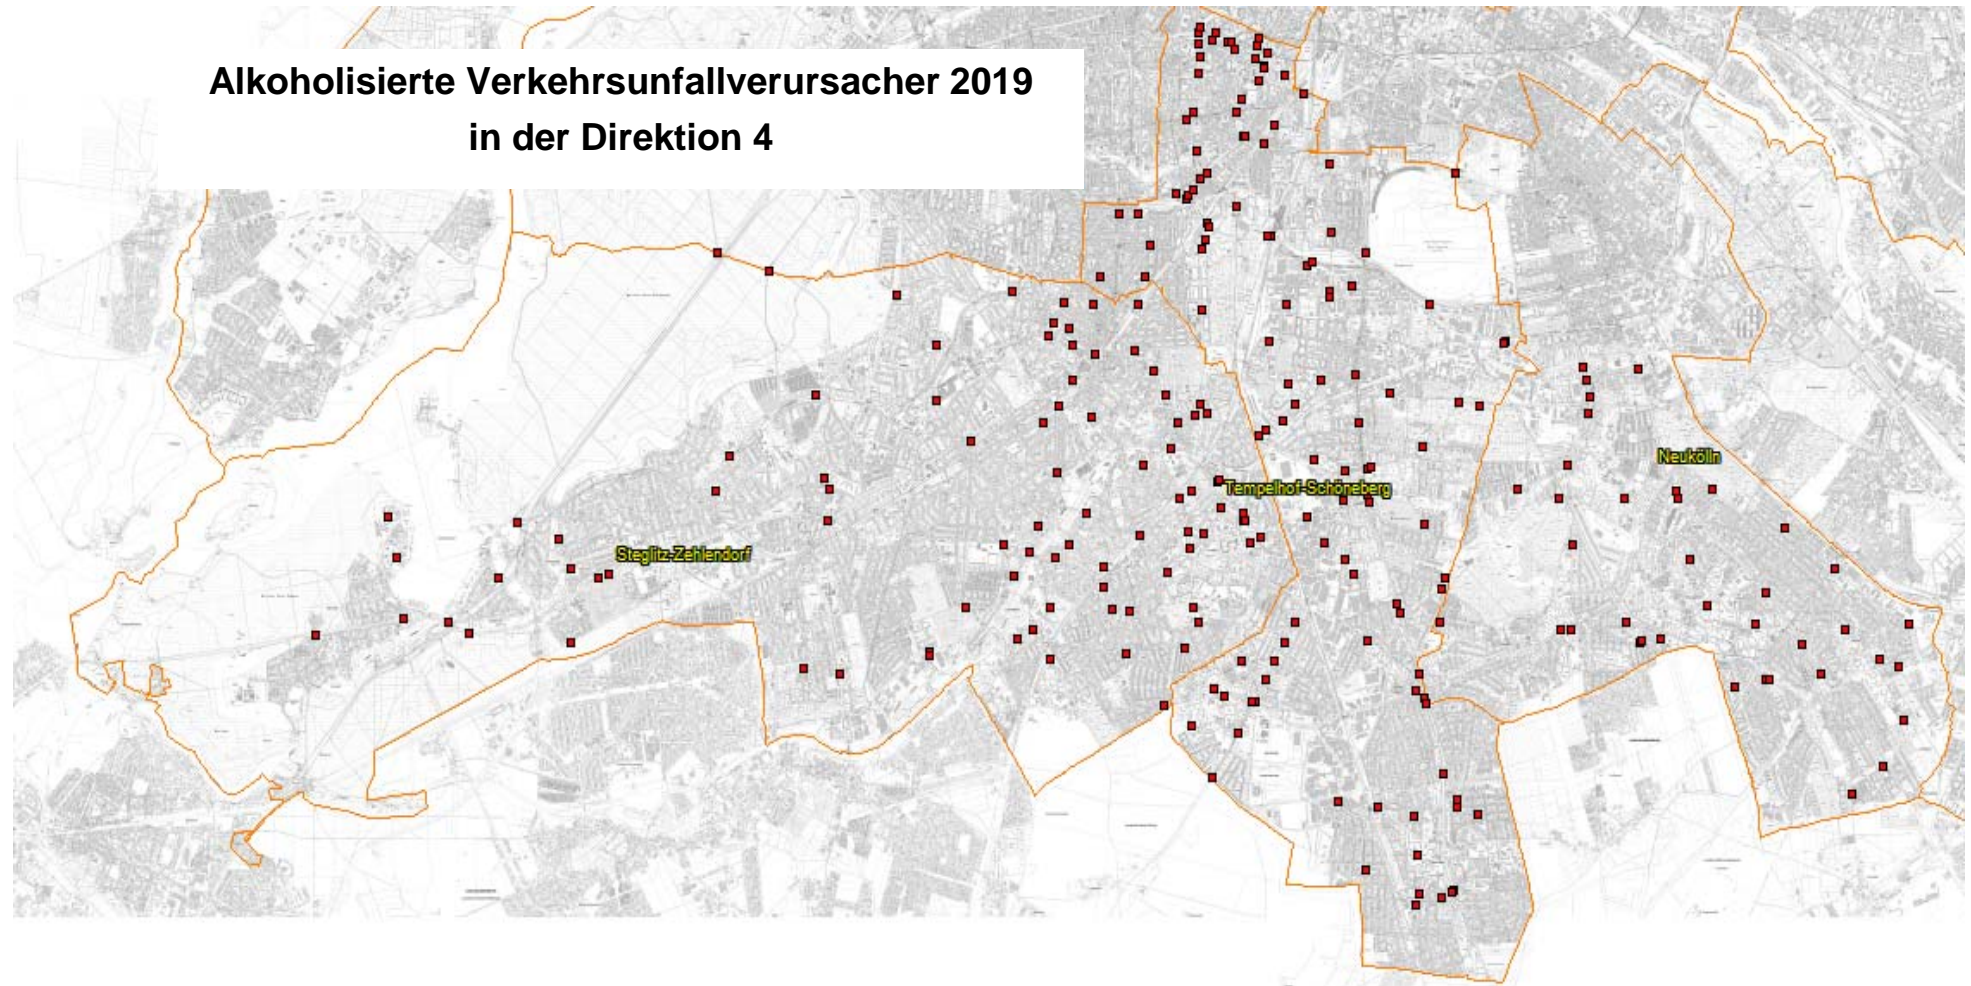 Alkoholisierte Verkehrsunfallverursacher 2019
in der Direktion 4
Neukölln
Tempelhof-Schöneberg
Steglitz-Zehlendorf